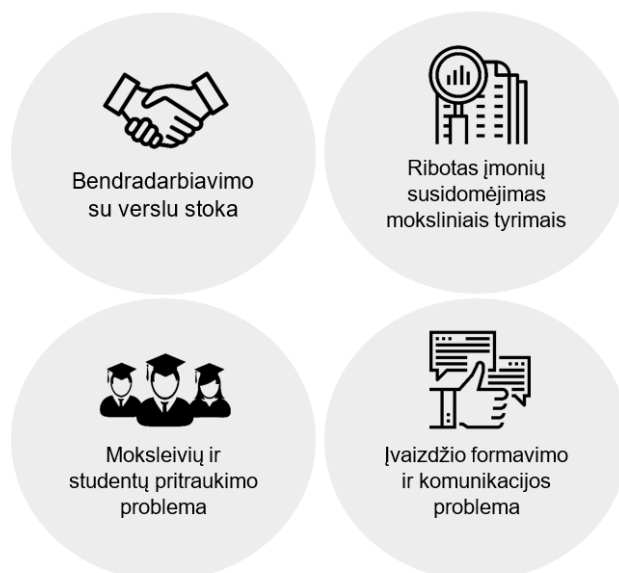 Bendradarbiavimo
su verslu stoka
Ribotas įmonių
susidomėjimas
moksliniais tyrimais
Moksleivių ir
studentų pritraukimo
problema
Įvaizdžio formavimo
ir komunikacijos
problema